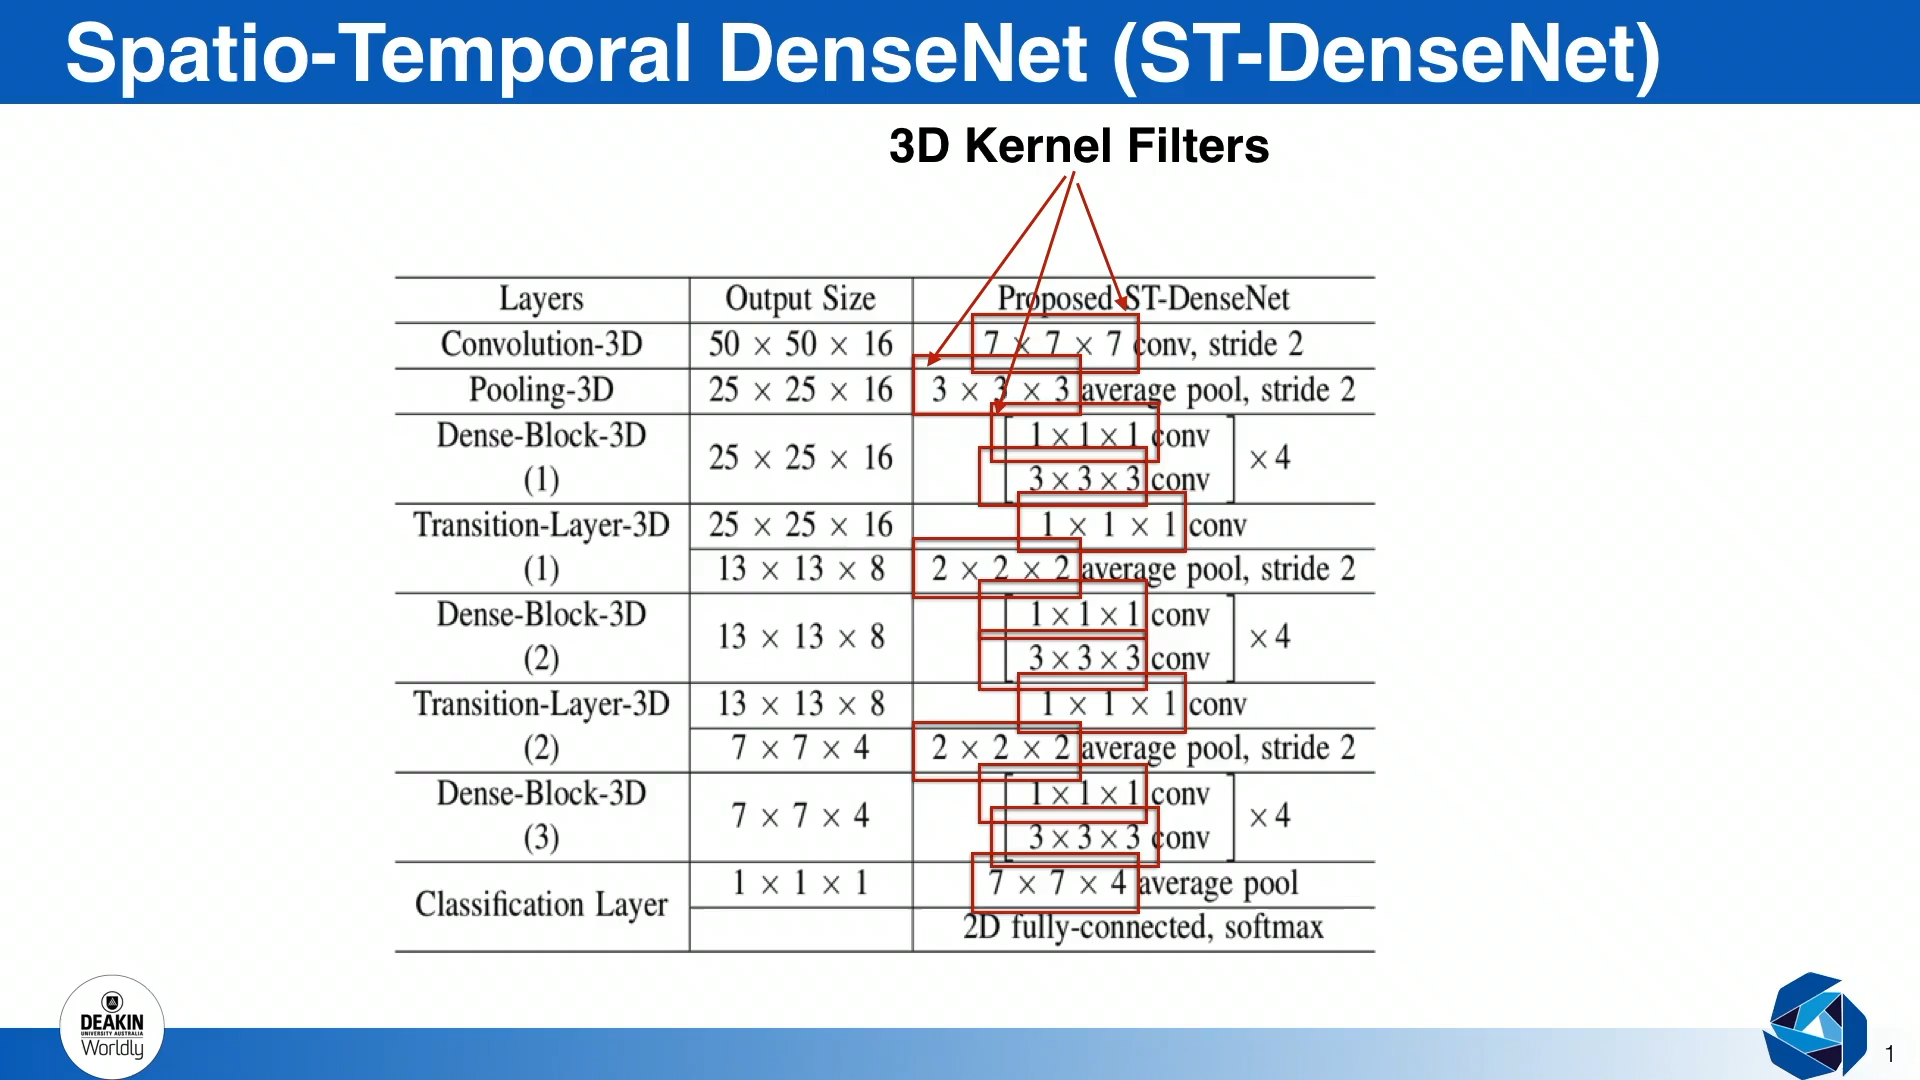 Spatio-Temporal DenseNet (ST-DenseNet)
3D Kernel Filters
Layers Output Size Proposed ST-DenseNet
Convolution-3D 50 × 50 × 16 7 × 7 × 7 conv, stride 2
Pooling-3D 25 × 25 × 16 3 × 3 × 3 average pool, stride 2
Dense-Block-3D (1) 25 × 25 × 16 [1 × 1 × 1 conv
3 × 3 × 3 conv] × 4
Transition-Layer-3D (1) 25 × 25 × 16 1 × 1 × 1 conv
13 × 13 × 8 2 × 2 × 2 average pool, stride 2
Dense-Block-3D (2) 13 × 13 × 8 [1 × 1 × 1 conv
3 × 3 × 3 conv] × 4
Transition-Layer-3D (2) 13 × 13 × 8 1 × 1 × 1 conv
7 × 7 × 4 2 × 2 × 2 average pool, stride 2
Dense-Block-3D (3) 7 × 7 × 4 [1 × 1 × 1 conv
3 × 3 × 3 conv] × 4
Classification Layer 1 × 1 × 1 7 × 7 × 4 average pool
2D fully-connected, softmax
DEAKIN
UNIVERSITY AUSTRALIA
Worldly
1